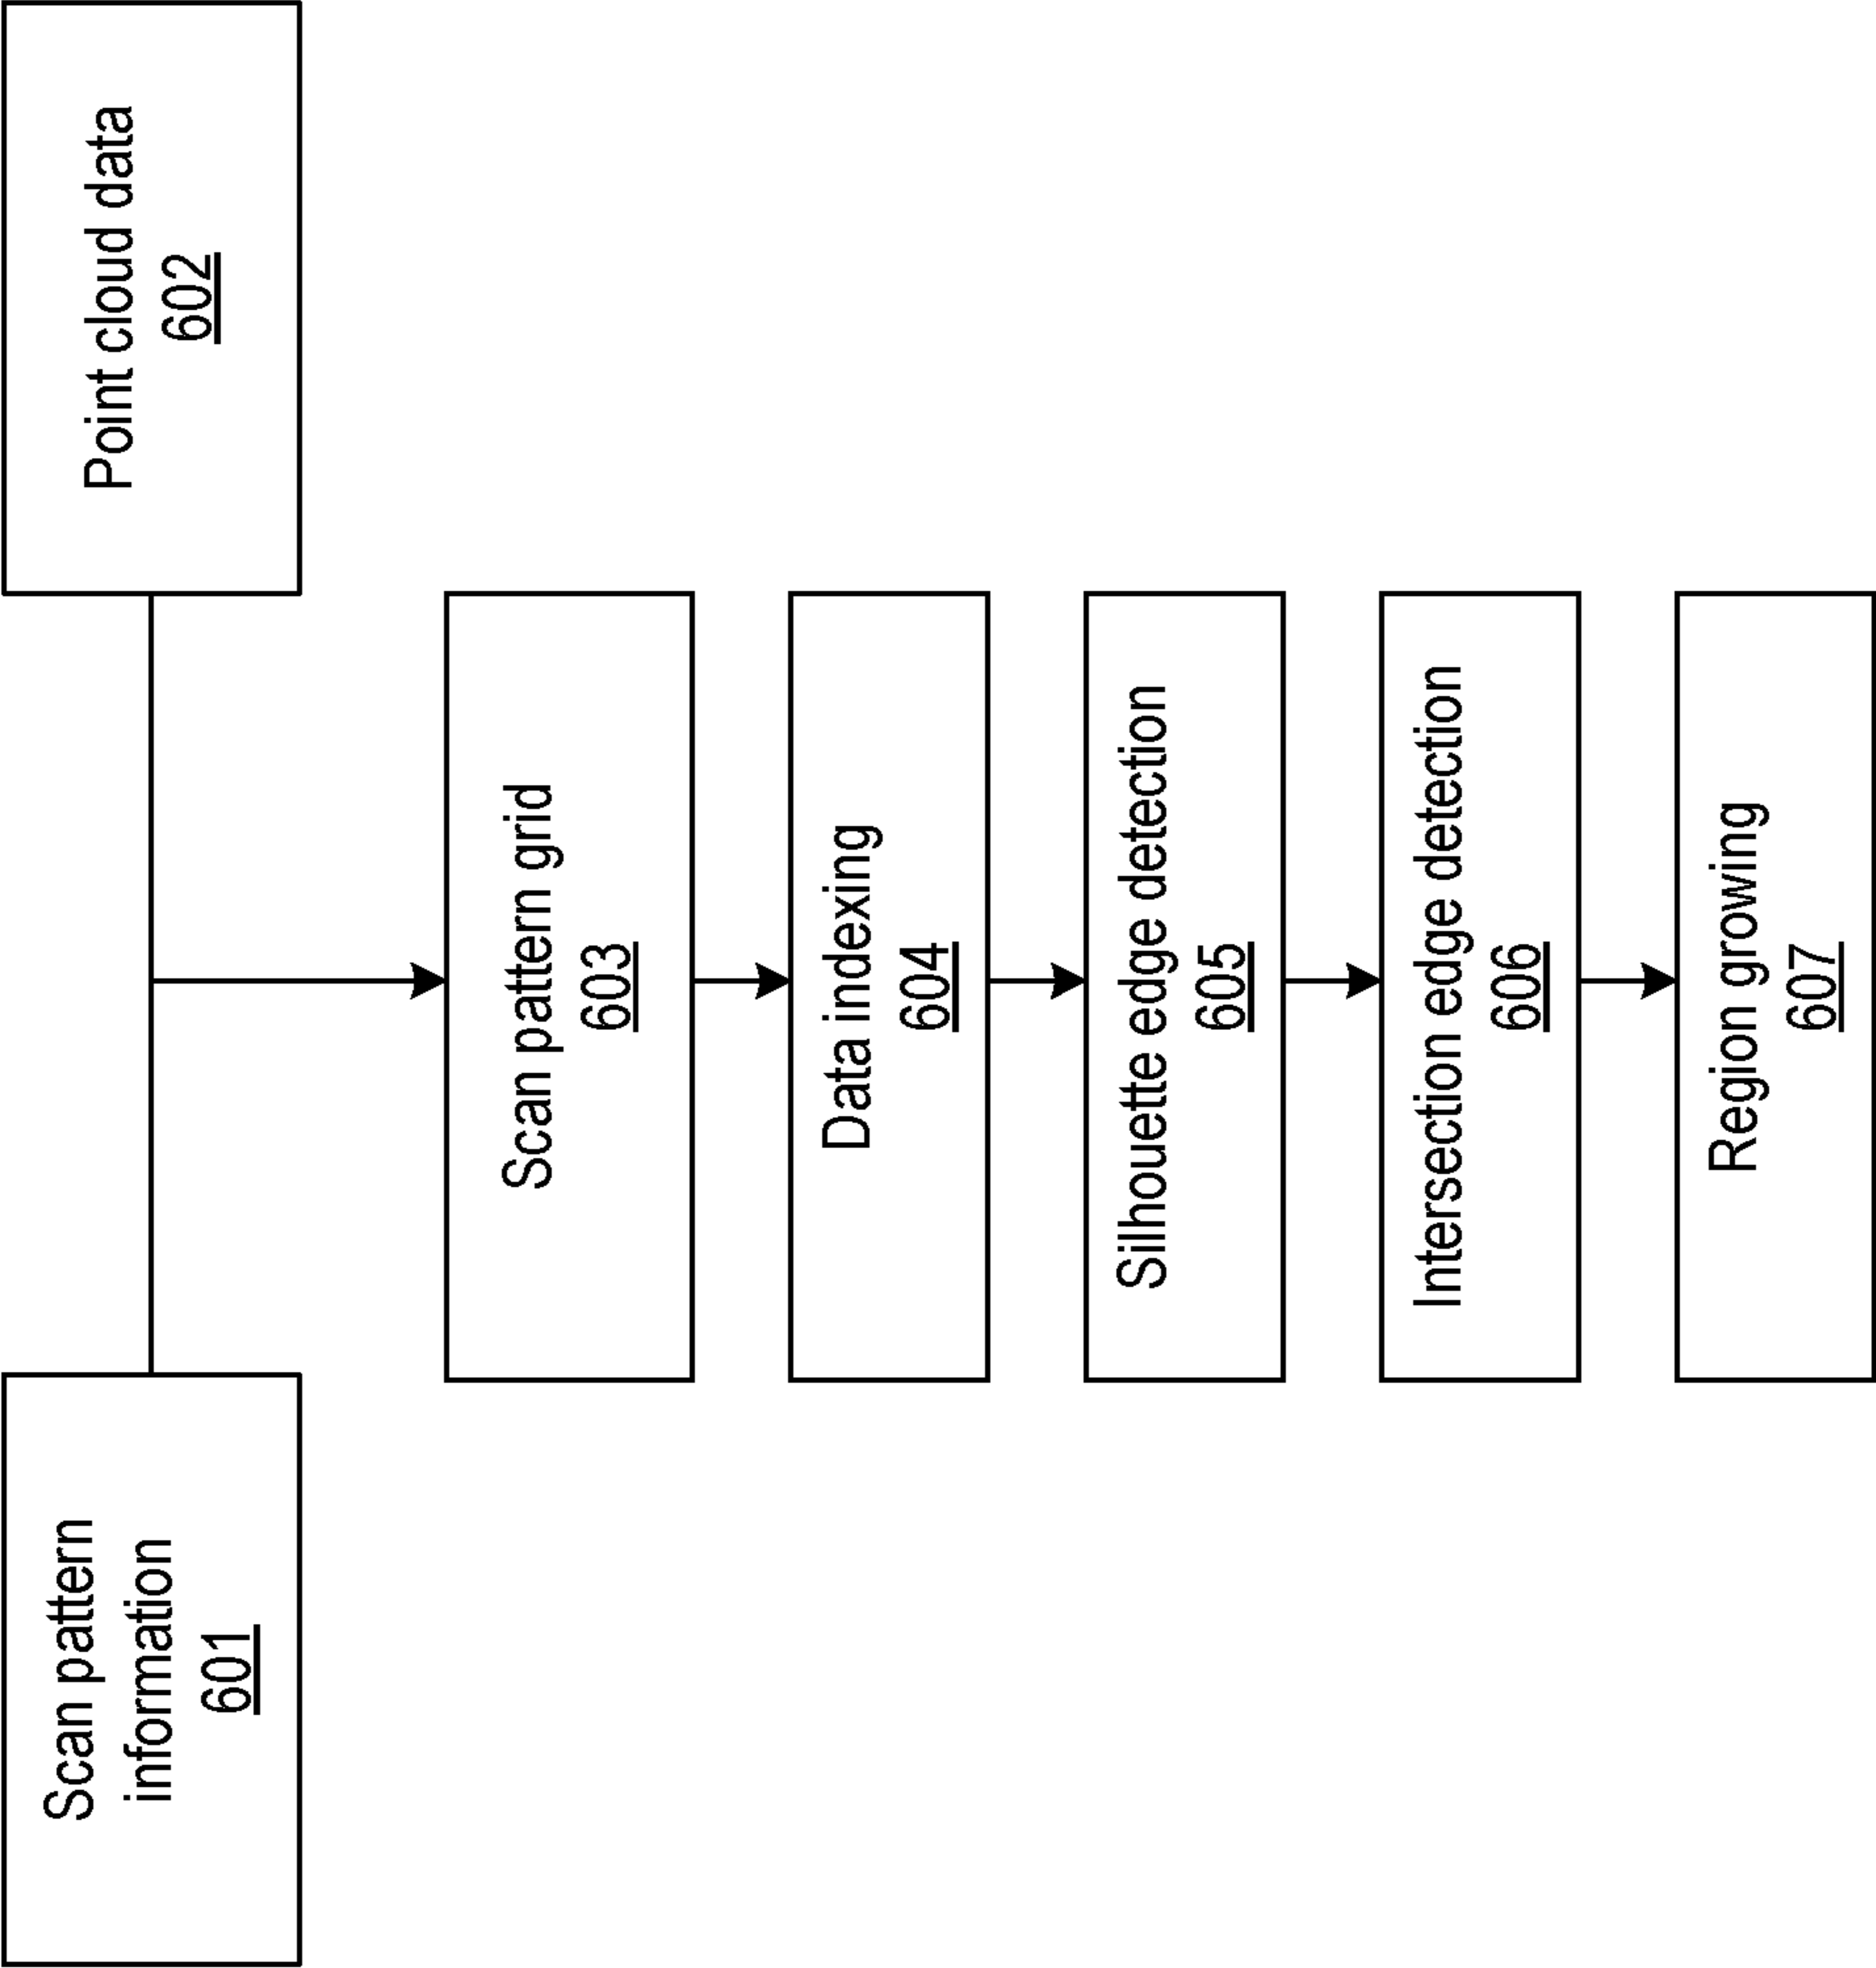 Scan pattern
information
601
Point cloud data
602
Scan pattern grid
603
Data indexing
604
Silhouette edge detection
605
Intersection edge detection
606
Region growing
607